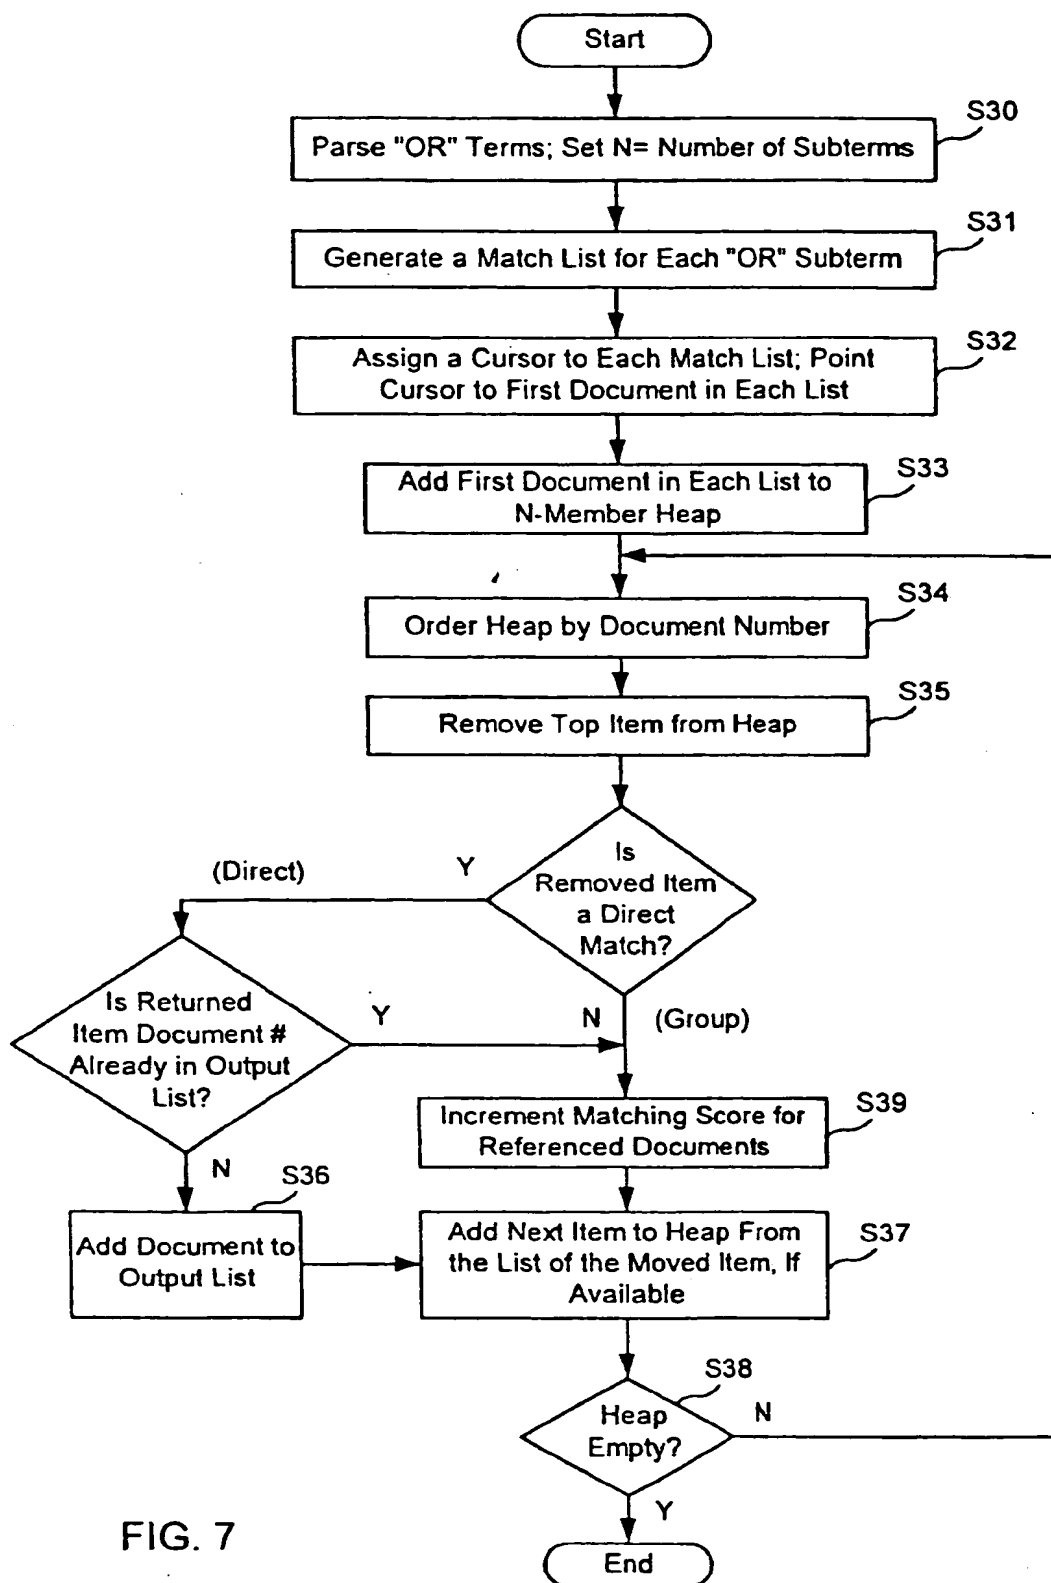 Start
S30
Parse "OR" Terms; Set N= Number of Subterms
S31
Generate a Match List for Each "OR" Subterm
S32
Assign a Cursor to Each Match List; Point
Cursor to First Document in Each List
S33
Add First Document in Each List to
N-Member Heap
S34
Order Heap by Document Number
S35
Remove Top Item from Heap
Is
Removed Item
a Direct
Match?
Y
(Direct)
N
(Group)
Is Returned
Item Document #
Already in Output
List?
Y
N
S39
Increment Matching Score for
Referenced Documents
S36
Add Document to
Output List
S37
Add Next Item to Heap From
the List of the Moved Item, If
Available
S38
Heap
Empty?
N
Y
End
FIG. 7